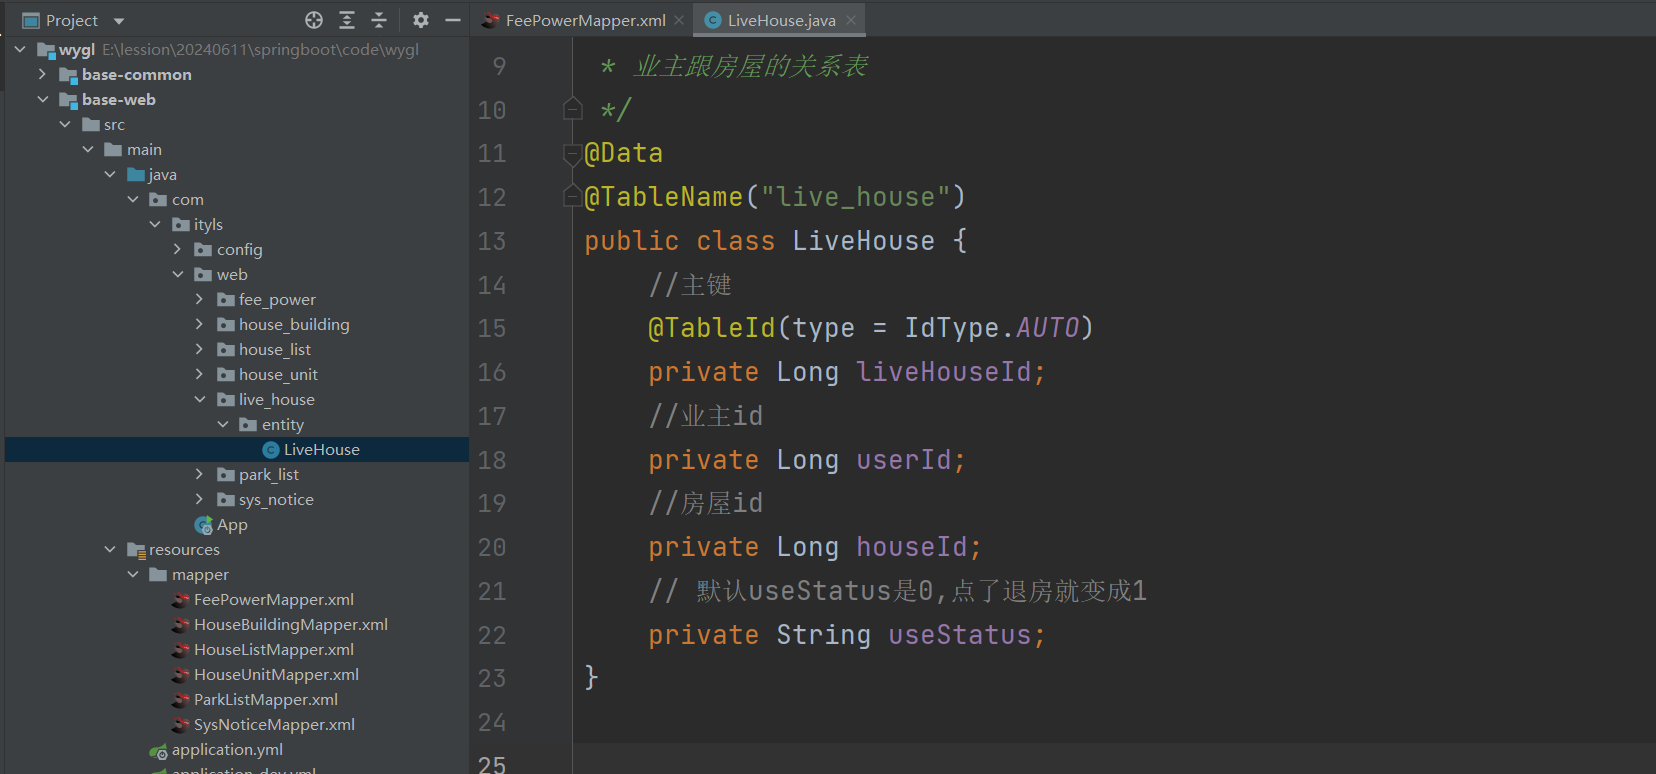 Project
FeePowerMapper.xml
LiveHouse.java
wygl E:\lession\20240611\springboot\code\wygl
base-common
base-web
src
main
java
com
ityls
config
web
fee_power
house_building
house_list
house_unit
live_house
entity
LiveHouse
park_list
sys_notice
App
resources
mapper
FeePowerMapper.xml
HouseBuildingMapper.xml
HouseListMapper.xml
HouseUnitMapper.xml
ParkListMapper.xml
SysNoticeMapper.xml
application.yml
application-dev.yml
9 * 业主跟房屋的关系表
10 */
11 @Data
12 @TableName("live_house")
13 public class LiveHouse {
14 //主键
15 @TableId(type = IdType.AUTO)
16 private Long liveHouseId;
17 //业主id
18 private Long userId;
19 //房屋id
20 private Long houseId;
21 // 默认useStatus是0,点了退房就变成1
22 private String useStatus;
23 }
24
25